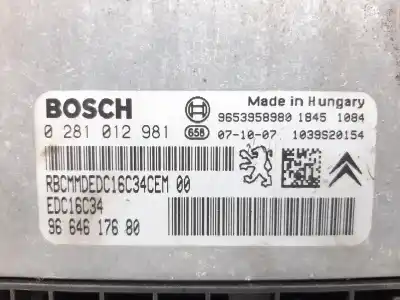 BOSCH
Made in Hungary
9653958980 1845 1084
0 281 012 981
658
07-10-07 1039S20154
RBCMMDEDC16C34CEM 00
EDC16C34
96 646 176 80